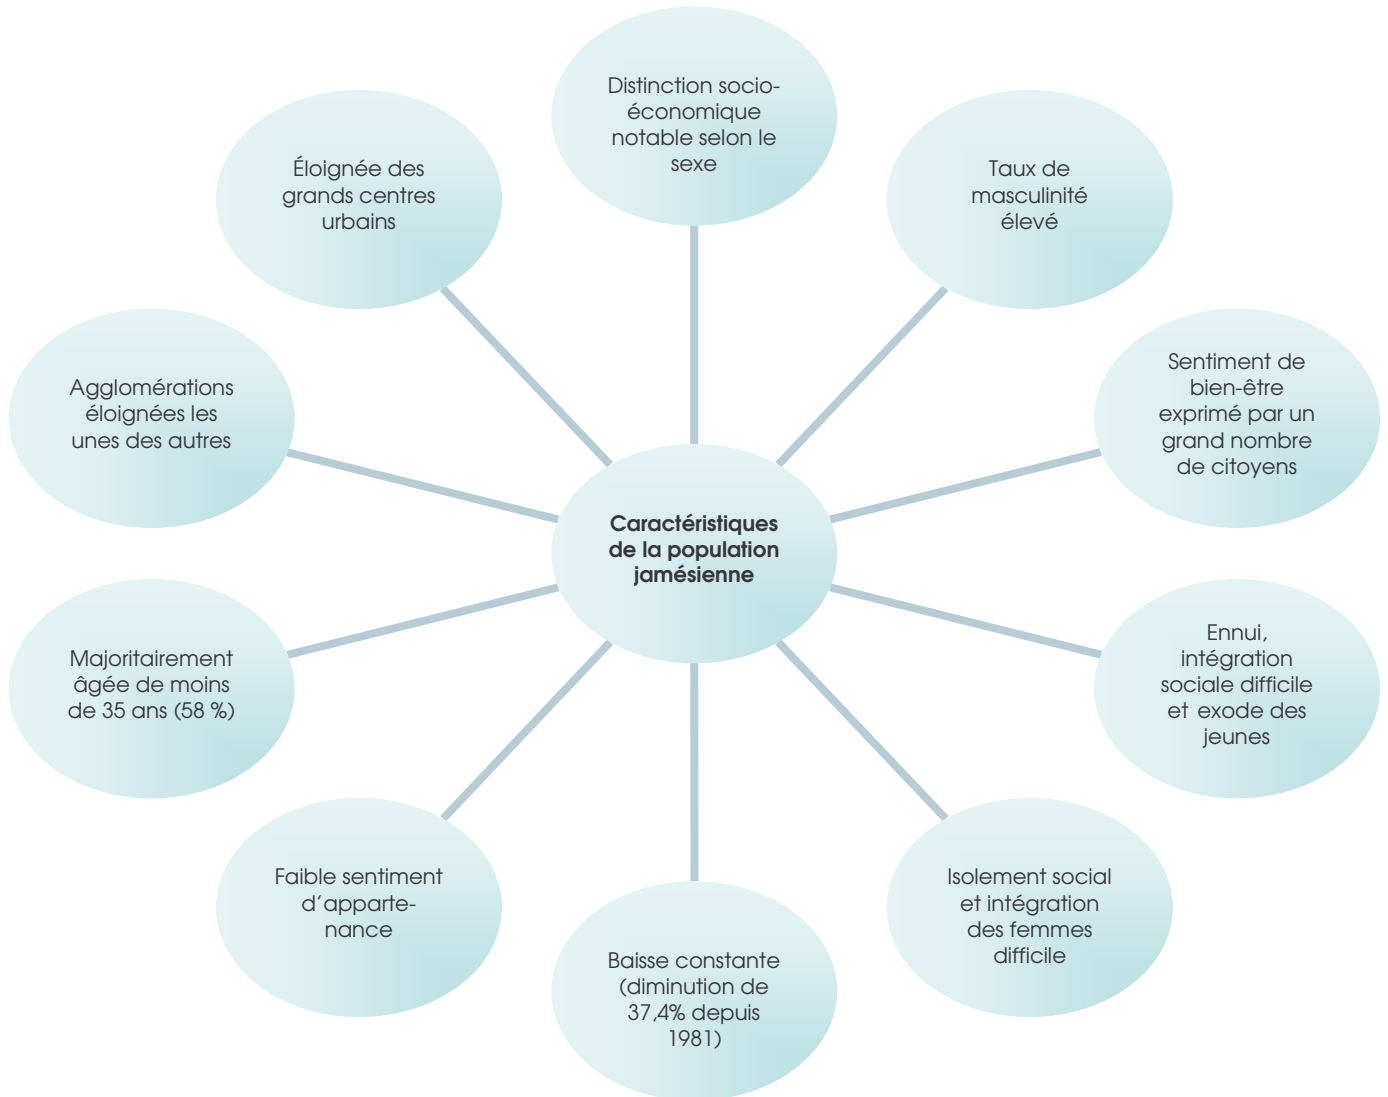 Distinction socio-
économique
notable selon le
sexe
Taux de
masculinité
élevé
Sentiment de
bien-être
exprimé par un
grand nombre
de citoyens
Ennui,
intégration
sociale difficile
et exode des
jeunes
Isolement social
et intégration
des femmes
difficile
Baisse constante
(diminution de
37,4% depuis
1981)
Faible sentiment
d'apparte-
nance
Majoritairement
âgée de moins
de 35 ans (58 %)
Agglomérations
éloignées les
unes des autres
Éloignée des
grands centres
urbains
Caractéristiques
de la population
jamésienne